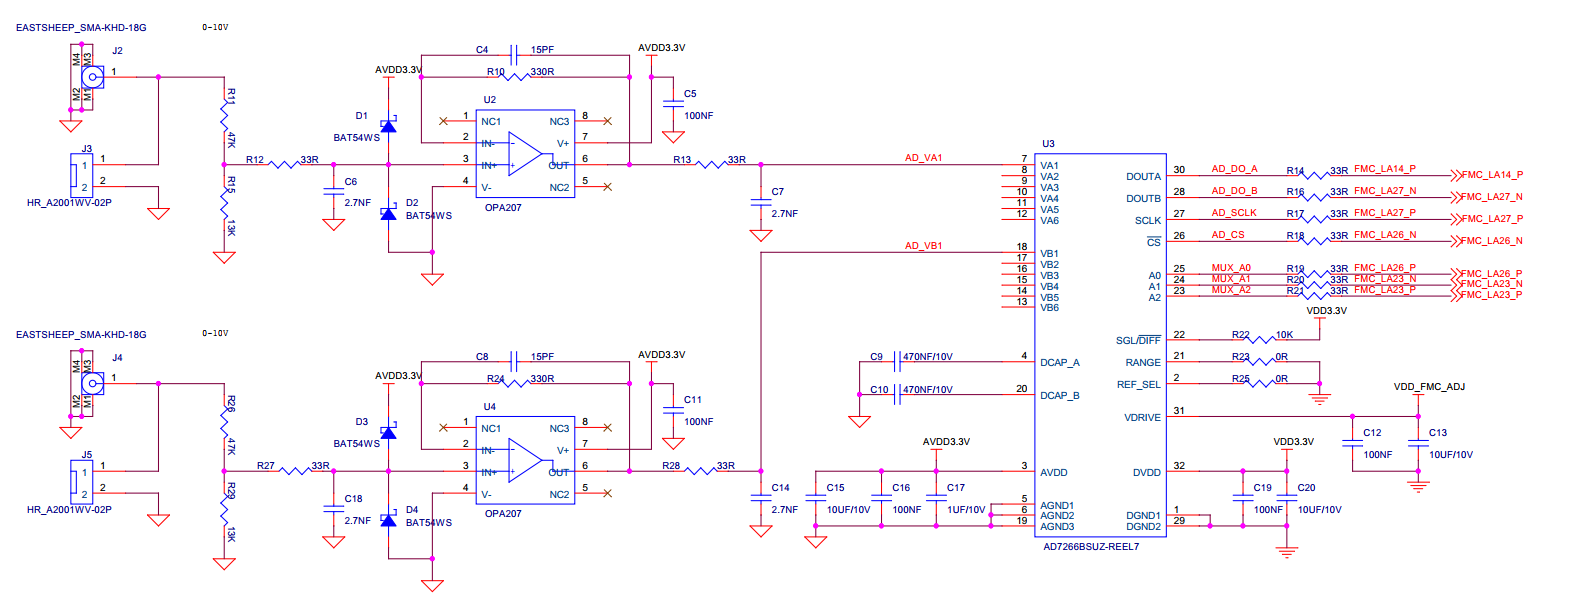 EASTSHEEP_SMA-KHD-18G
0-10V
J2
M4
M3
M2
M1
1
J3
1
1
2
2
HR_A2001WV-02P
R11
47K
R12
33R
R15
13K
C6
2.7NF
AVDD3.3V
D1
BAT54WS
D2
BAT54WS
C4
15PF
R10
330R
U2
1
NC1
NC3
8
2
IN-
V+
7
3
IN+
OUT
6
4
V-
NC2
5
OPA207
AVDD3.3V
C5
100NF
R13
33R
C7
2.7NF
AD_VA1
AD_VB1
EASTSHEEP_SMA-KHD-18G
0-10V
J4
M4
M3
M2
M1
1
J5
1
1
2
2
HR_A2001WV-02P
R26
47K
R27
33R
R29
13K
C18
2.7NF
AVDD3.3V
D3
BAT54WS
D4
BAT54WS
C8
15PF
R24
330R
U4
1
NC1
NC3
8
2
IN-
V+
7
3
IN+
OUT
6
4
V-
NC2
5
OPA207
AVDD3.3V
C11
100NF
R28
33R
C14
2.7NF
U3
7
VA1
8
VA2
9
VA3
10
VA4
11
VA5
12
VA6
18
VB1
17
VB2
16
VB3
15
VB4
14
VB5
13
VB6
C9
470NF/10V
4
DCAP_A
C10
470NF/10V
20
DCAP_B
AVDD3.3V
3
AVDD
C15
10UF/10V
C16
100NF
C17
1UF/10V
5
AGND1
6
AGND2
19
AGND3
AD7266BSUZ-REEL7
DOUTA
30
AD_DO_A
R14
33R
FMC_LA14_P
FMC_LA14_P
DOUTB
28
AD_DO_B
R16
33R
FMC_LA27_N
FMC_LA27_N
SCLK
27
AD_SCLK
R17
33R
FMC_LA27_P
FMC_LA27_P
CS
26
AD_CS
R18
33R
FMC_LA26_N
FMC_LA26_N
A0
25
MUX_A0
R19
33R
FMC_LA26_P
FMC_LA26_P
A1
24
MUX_A1
R20
33R
FMC_LA23_N
FMC_LA23_N
A2
23
MUX_A2
R21
33R
FMC_LA23_P
FMC_LA23_P
VDD3.3V
SGL/DIFF
22
R22
10K
RANGE
21
R23
0R
REF_SEL
2
R25
0R
VDD_FMC_ADJ
VDRIVE
31
C12
100NF
C13
10UF/10V
VDD3.3V
DVDD
32
C19
100NF
C20
10UF/10V
DGND1
1
DGND2
29